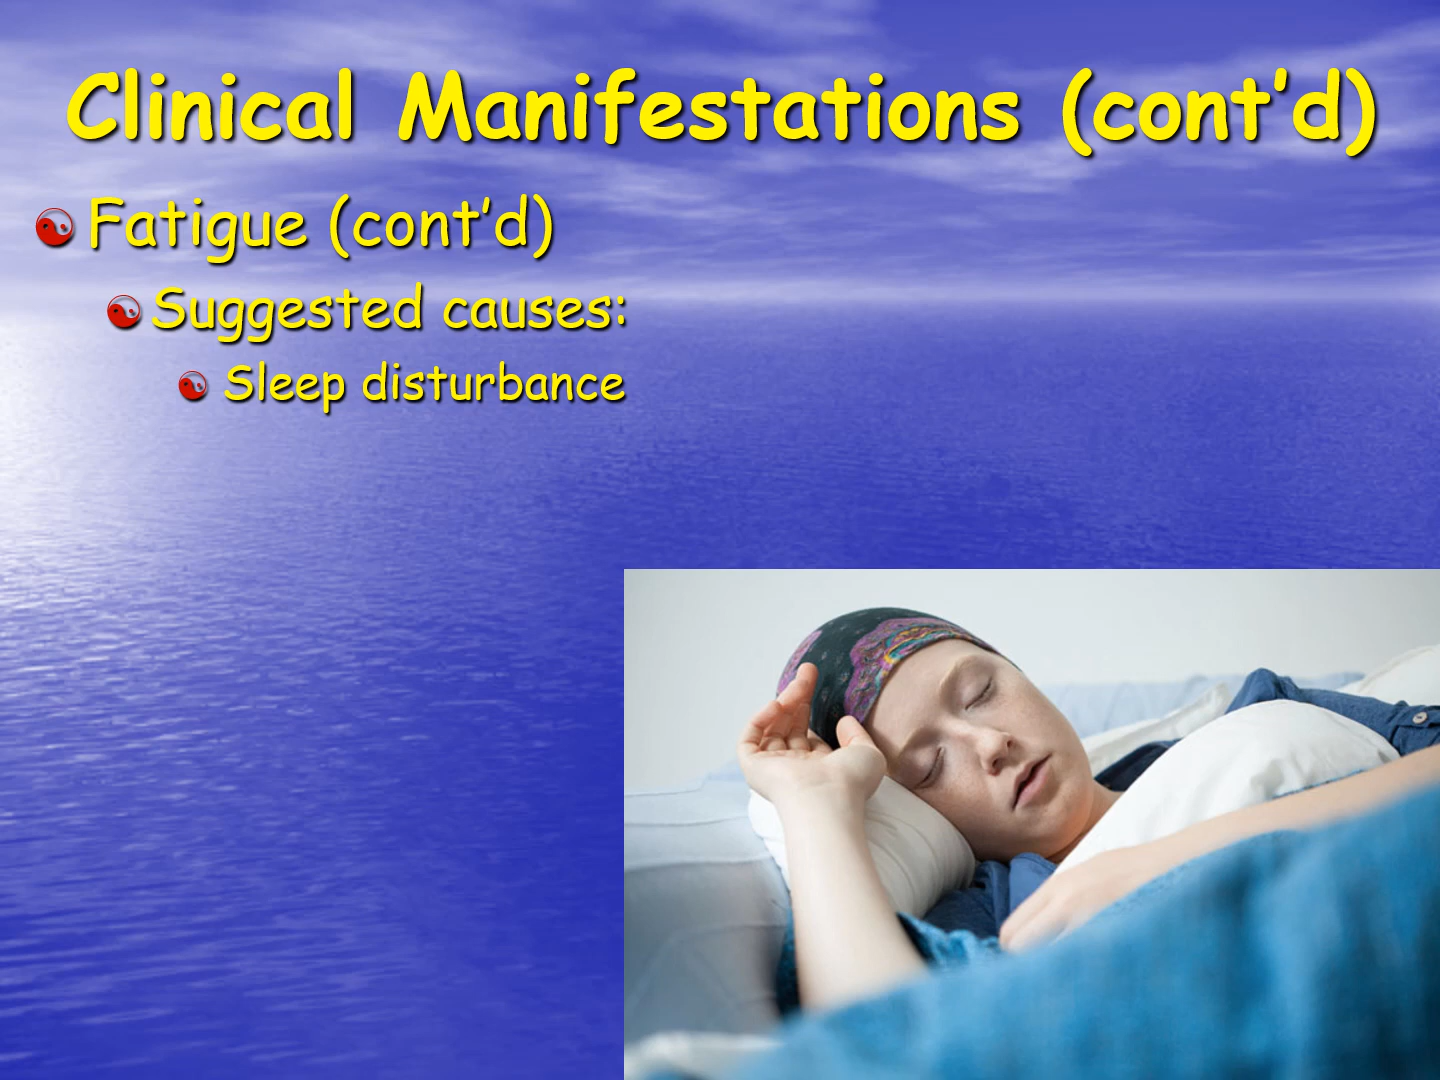 Clinical Manifestations (cont’d)
Fatigue (cont’d)
Suggested causes:
Sleep disturbance